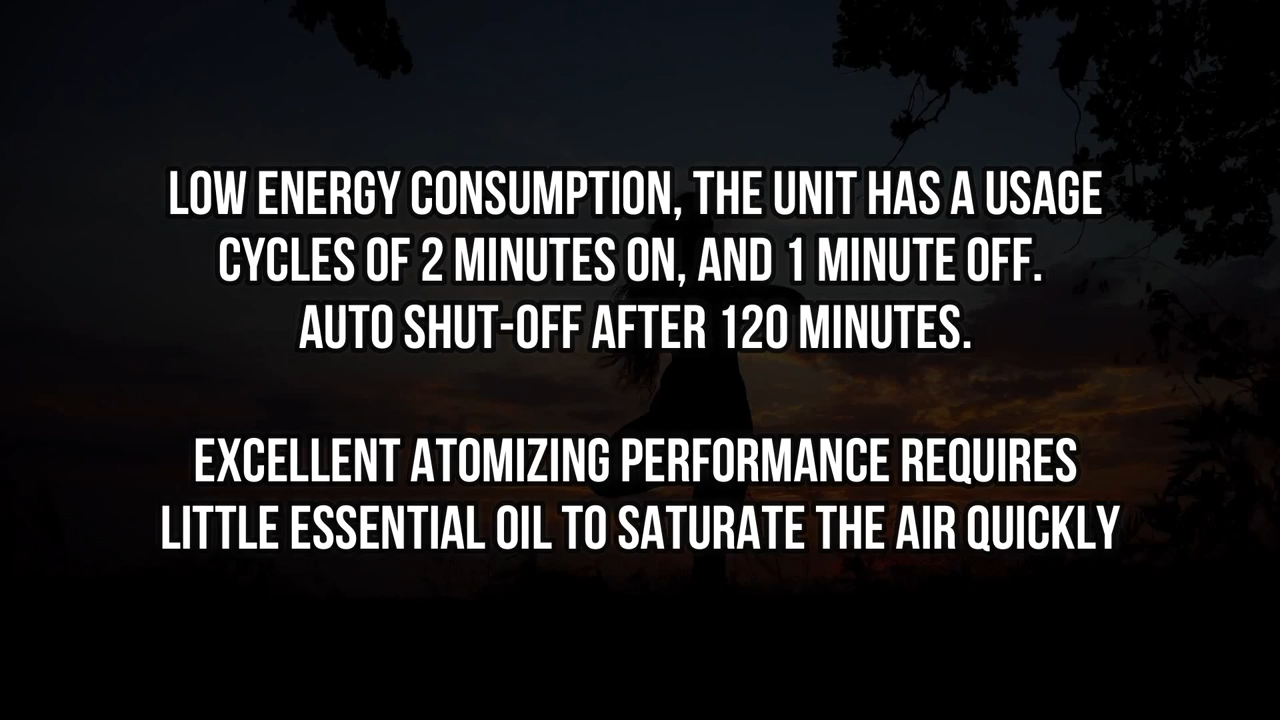 LOW ENERGY CONSUMPTION, THE UNIT HAS A USAGE
CYCLES OF 2 MINUTES ON, AND 1 MINUTE OFF.
AUTO SHUT-OFF AFTER 120 MINUTES.
EXCELLENT ATOMIZING PERFORMANCE REQUIRES
LITTLE ESSENTIAL OIL TO SATURATE THE AIR QUICKLY